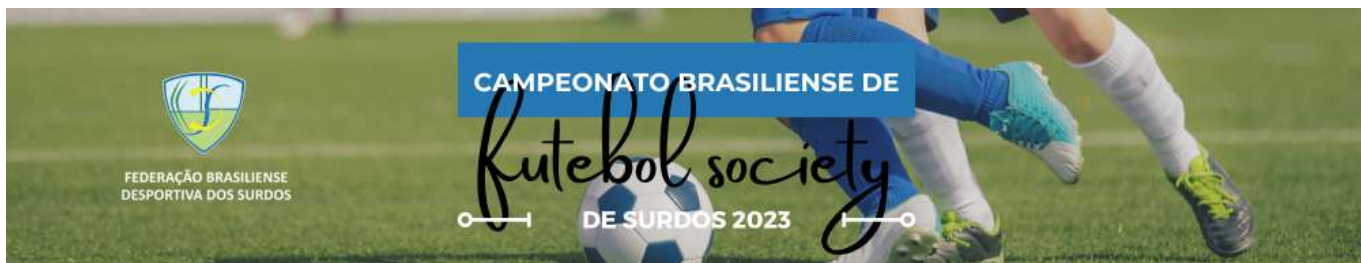 FEDERAÇÃO BRASILIENSE
DESPORTIVA DOS SURDOS
CAMPEONATO BRASILIENSE DE
futebol society
DE SURDOS 2023